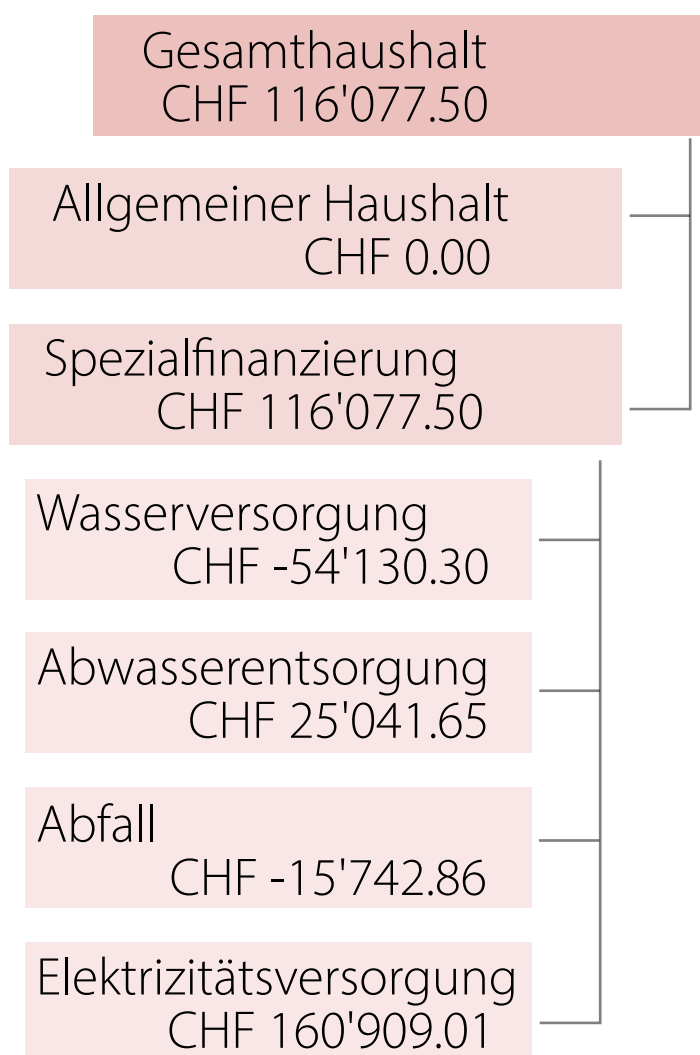 Gesamthaushalt
CHF 116'077.50
Allgemeiner Haushalt
CHF 0.00
Spezialfinanzierung
CHF 116'077.50
Wasserversorgung
CHF -54'130.30
Abwasserentsorgung
CHF 25'041.65
Abfall
CHF -15'742.86
Elektrizitätsversorgung
CHF 160'909.01